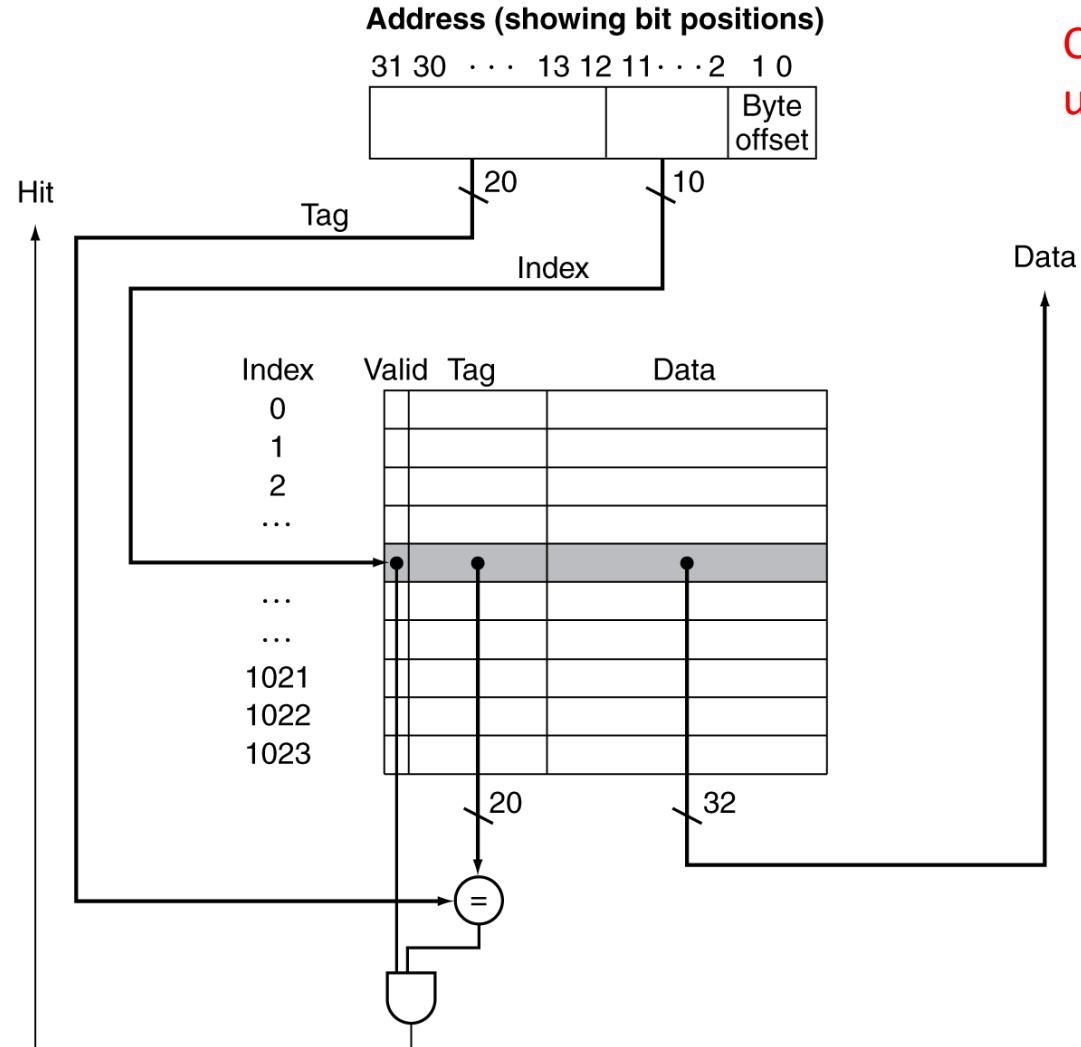 Address (showing bit positions)
31 30 · · · 13 12 11 · · · 2 1 0
Byte
offset
20
10
Hit
Tag
Index
Data
Index Valid Tag Data
0
1
2
...
...
...
1021
1022
1023
20
32
=